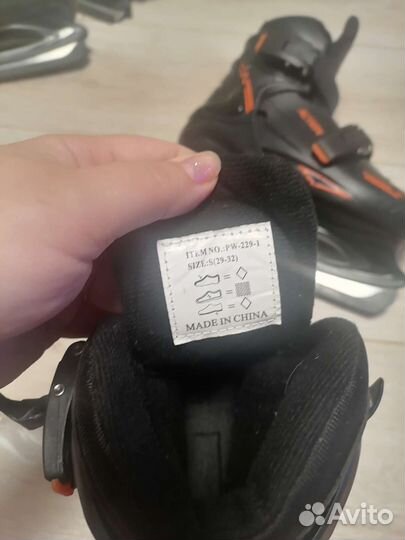 ITEM NO.:PW-229-1
SIZE:S(29-32)
MADE IN CHINA
Avito